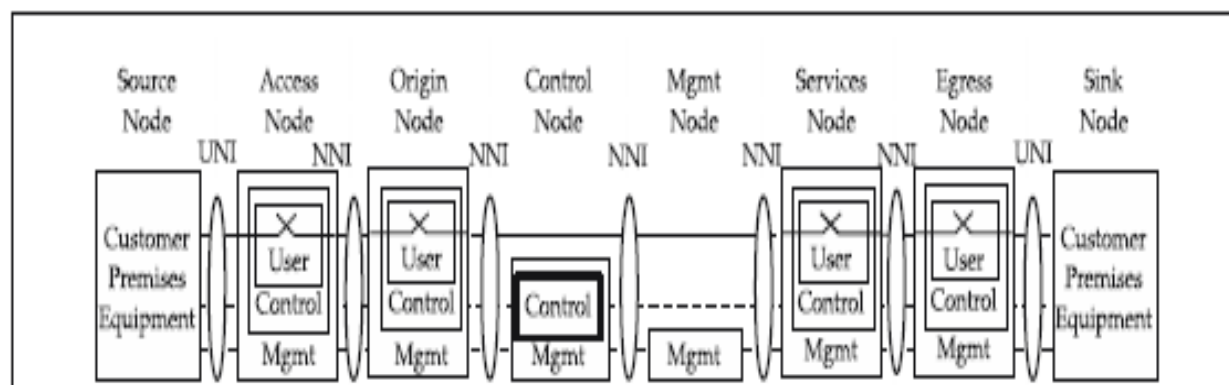 Source Access Origin Control Mgmt Services Egress Sink
Node Node Node Node Node Node Node Node
UNI NNI NNI NNI NNI NNI UNI
Customer Premises Equipment
User
Control
Mgmt
User
Control
Mgmt
Control
Mgmt
Mgmt
User
Control
Mgmt
User
Control
Mgmt
Customer Premises Equipment